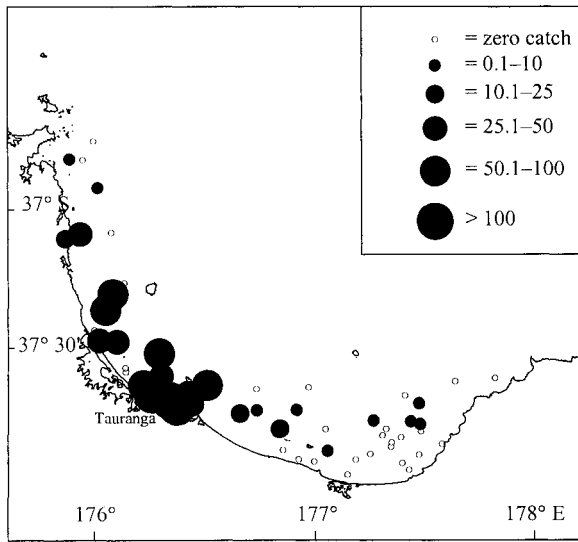 = zero catch
= 0.1–10
= 10.1–25
= 25.1–50
= 50.1–100
> 100
37° S
37° 30'
Tauranga
176°
177°
178° E